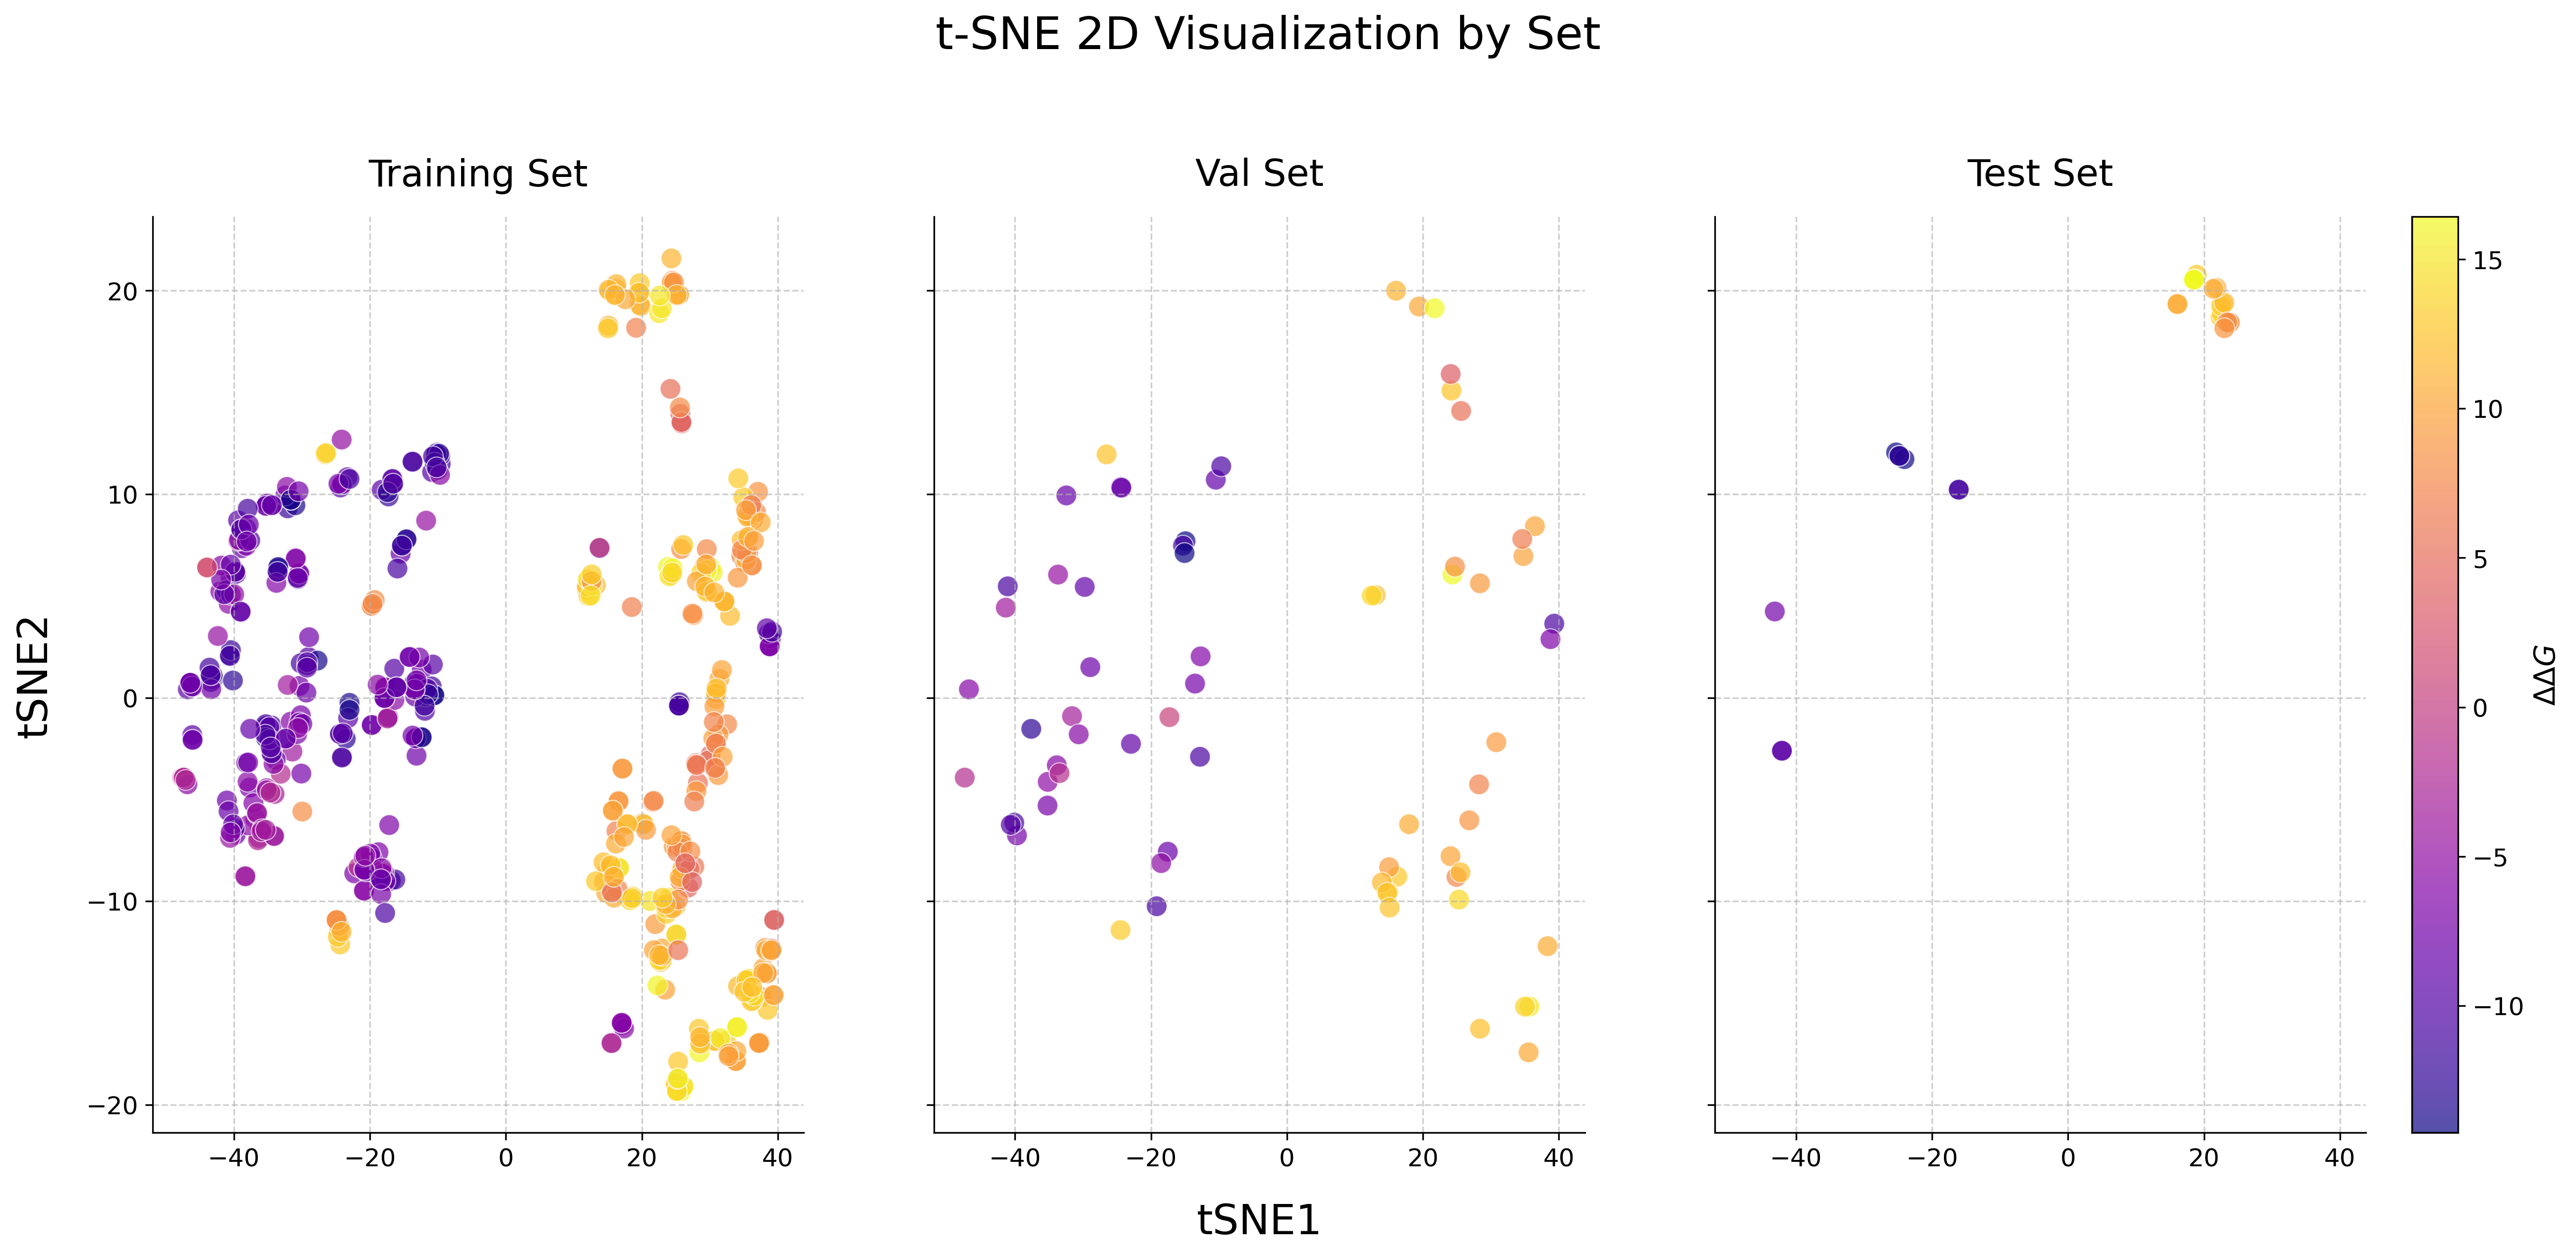 t-SNE 2D Visualization by Set
Training Set
Val Set
Test Set
20
10
0
−10
−20
tSNE2
−40 −20 0 20 40
−40 −20 0 20 40
−40 −20 0 20 40
tSNE1
15
10
5
0
−5
−10
ΔΔG